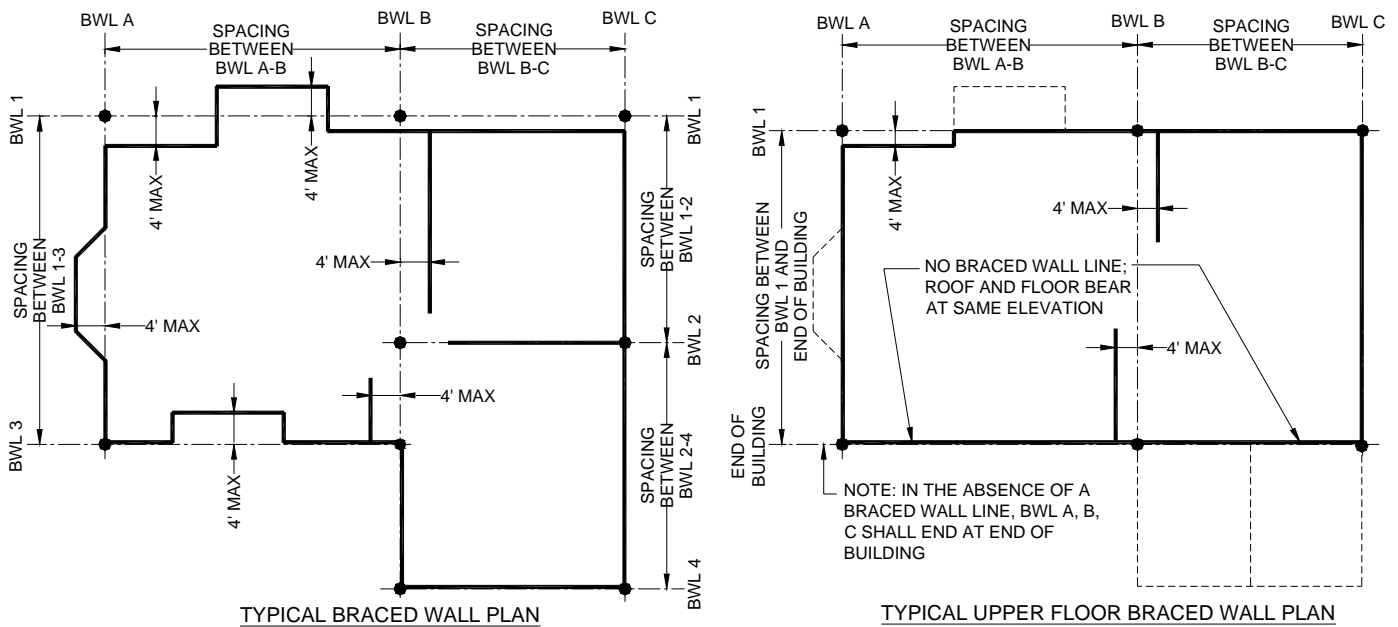 BWL A
SPACING
BETWEEN
BWL A-B
BWL B
SPACING
BETWEEN
BWL B-C
BWL C
BWL 1
BWL 1
4' MAX
4' MAX
SPACING
BETWEEN
BWL 1-3
4' MAX
SPACING
BETWEEN
BWL 1-2
4' MAX
BWL 2
4' MAX
BWL 3
4' MAX
SPACING
BETWEEN
BWL 2-4
BWL 4
TYPICAL BRACED WALL PLAN
BWL A
SPACING
BETWEEN
BWL A-B
BWL B
SPACING
BETWEEN
BWL B-C
BWL C
BWL 1
4' MAX
4' MAX
SPACING BETWEEN
BWL 1 AND
END OF BUILDING
NO BRACED WALL LINE;
ROOF AND FLOOR BEAR
AT SAME ELEVATION
4' MAX
END OF
BUILDING
NOTE: IN THE ABSENCE OF A
BRACED WALL LINE, BWL A, B,
C SHALL END AT END OF
BUILDING
TYPICAL UPPER FLOOR BRACED WALL PLAN